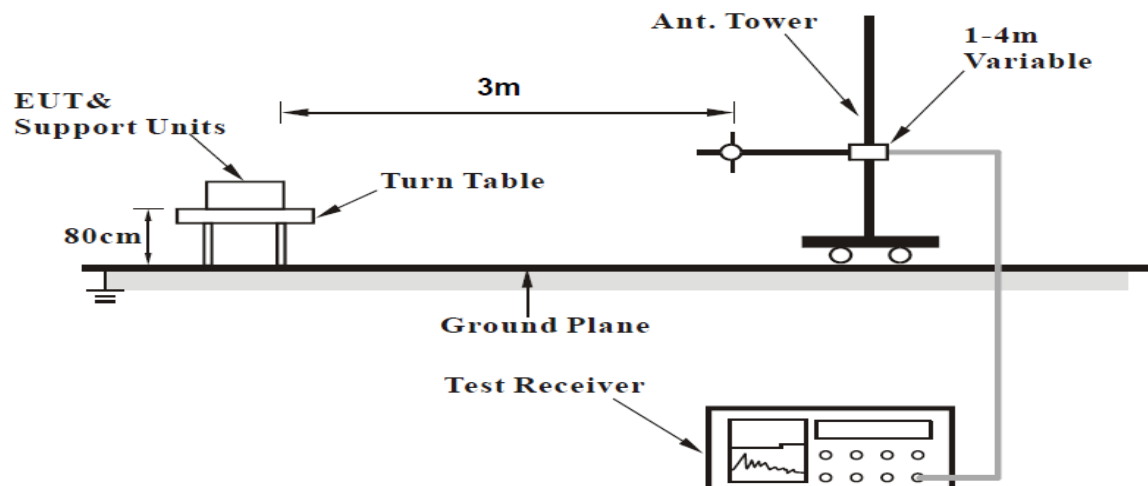 Ant. Tower
1-4m
Variable
3m
EUT&
Support Units
Turn Table
80cm
Ground Plane
Test Receiver